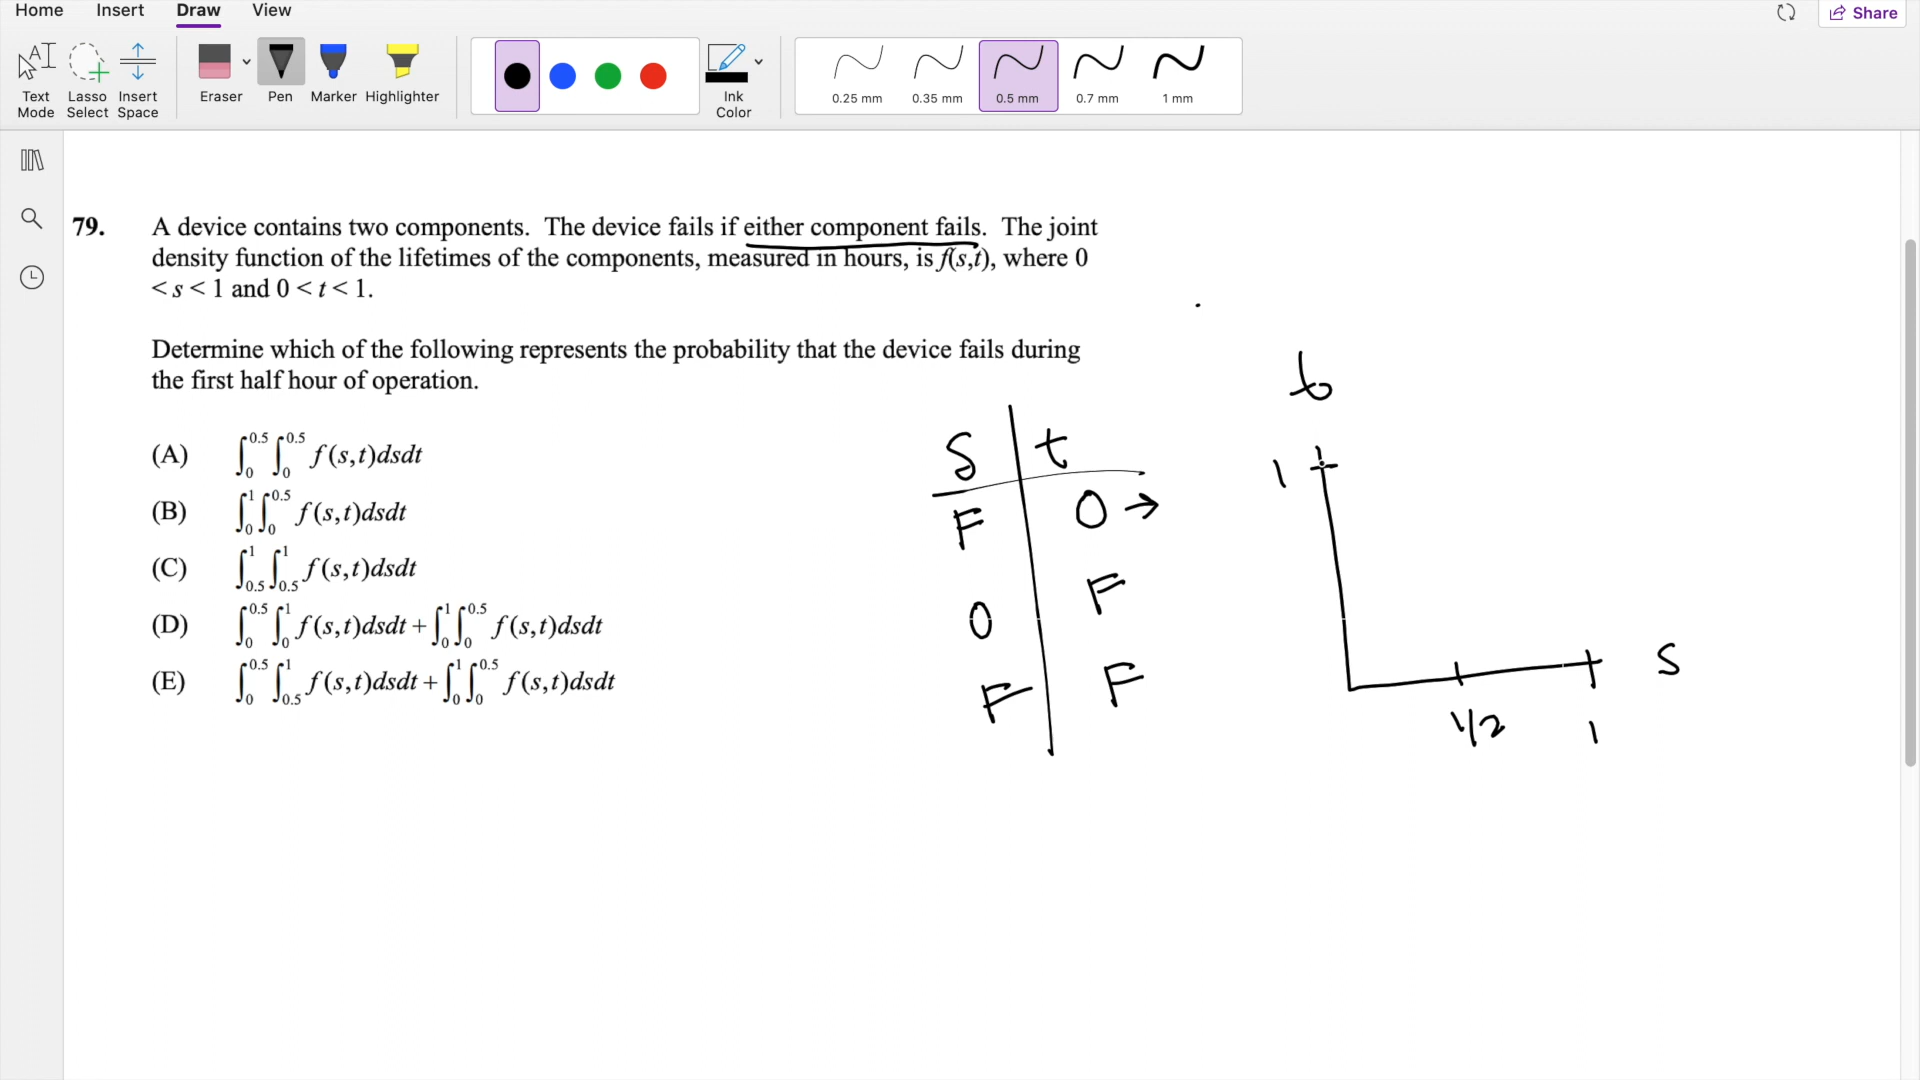 Home Insert Draw View
Share
Text Mode
Lasso Select
Insert Space
Eraser
Pen
Marker
Highlighter
Ink Color
0.25 mm
0.35 mm
0.5 mm
0.7 mm
1 mm
79. A device contains two components. The device fails if either component fails. The joint
density function of the lifetimes of the components, measured in hours, is f(s,t), where 0
< s < 1 and 0 < t < 1.
Determine which of the following represents the probability that the device fails during
the first half hour of operation.
(A) ∫₀^0.5 ∫₀^0.5 f(s,t)dsdt
(B) ∫₀^1 ∫₀^0.5 f(s,t)dsdt
(C) ∫_0.5^1 ∫_0.5^1 f(s,t)dsdt
(D) ∫₀^0.5 ∫₀^1 f(s,t)dsdt + ∫₀^1 ∫₀^0.5 f(s,t)dsdt
(E) ∫₀^0.5 ∫_0.5^1 f(s,t)dsdt + ∫₀^1 ∫₀^0.5 f(s,t)dsdt
S t
F O →
O F
F F
t
1
S
1/2 1